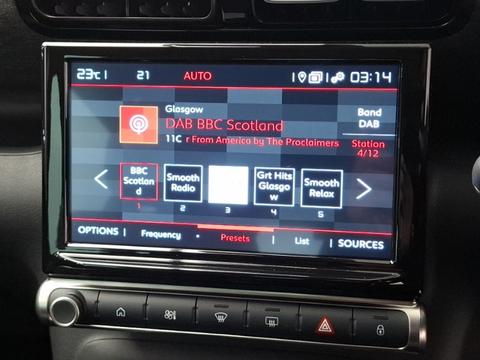 23℃ 21 AUTO 03:14
Glasgow
DAB BBC Scotland
11C r From America by The Proclaimers
Band
DAB
Station
4/12
BBC
Scotlan
d
1
Smooth
Radio
2
3
Grt Hits
Glasgo
w
4
Smooth
Relax
5
OPTIONS Frequency Presets List SOURCES